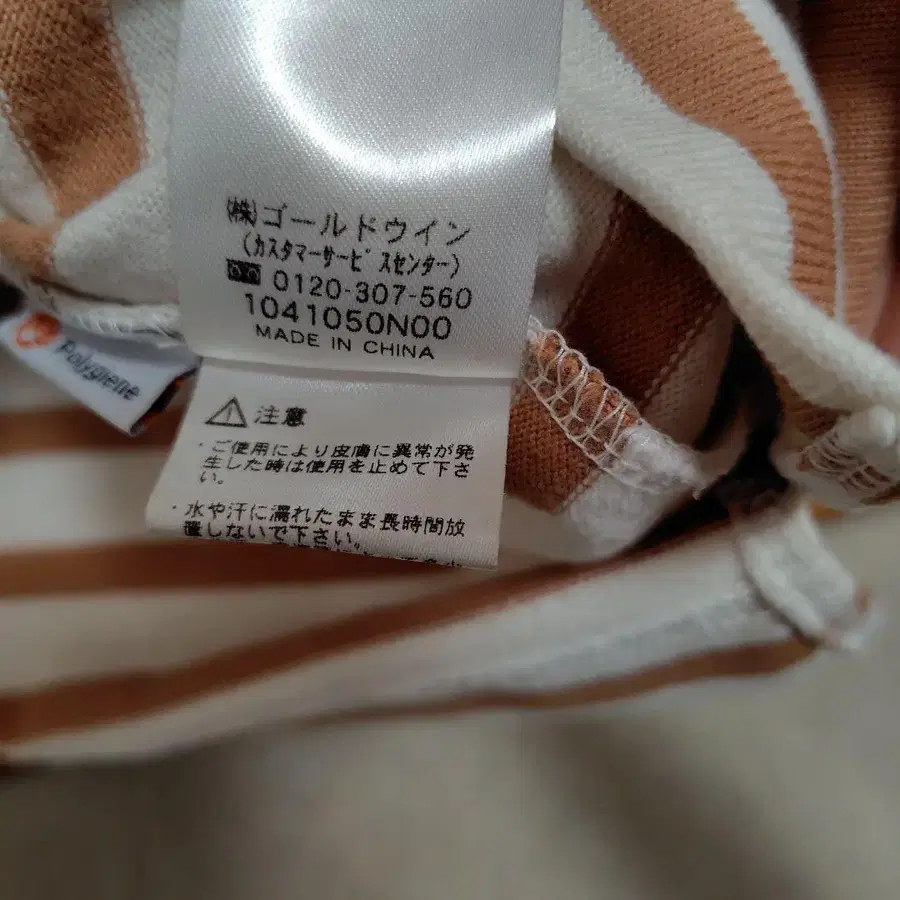 ㈱ゴールドウイン
(カスタマーサービスセンター)
0120-307-560
1041050N00
MADE IN CHINA
Polygiene
注意
・ご使用により皮膚に異常が発
生した時は使用を止めて下さ
い。
・水や汗に濡れたまま長時間放
置しないで下さい。